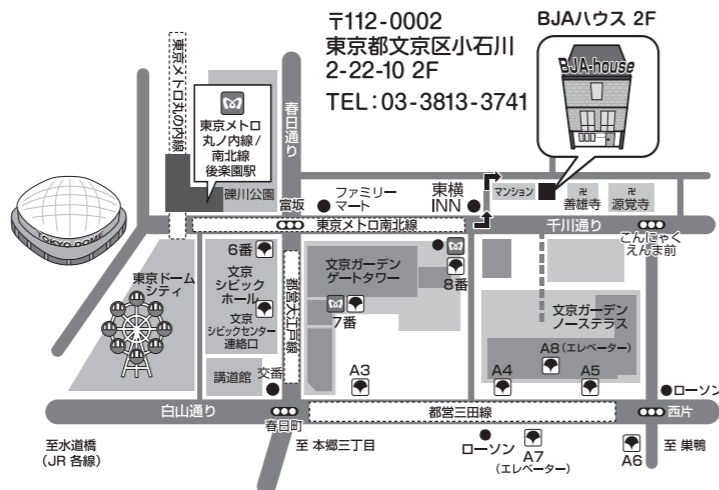 〒112-0002
東京都文京区小石川
2-22-10 2F
TEL:03-3813-3741
BJAハウス 2F
BJA-house
東京メトロ丸の内線
春日通り
東京メトロ
丸ノ内線/
南北線
後楽園駅
礫川公園
富坂
ファミリー
マート
東横
INN
マンション
卍
善雄寺
卍
源覚寺
東京メトロ南北線
千川通り
こんにゃく
えんま前
TOKYO DOME
東京ドーム
シティ
6番
文京
シビック
ホール
文京
シビックセンター
連絡口
都営大江戸線
文京ガーデン
ゲートタワー
8番
7番
文京ガーデン
ノーステラス
A8(エレベーター)
講道館
交番
A3
A4
A5
ローソン
白山通り
春日町
都営三田線
西片
至水道橋
(JR 各線)
至 本郷三丁目
ローソン
A7
(エレベーター)
A6
至 巣鴨